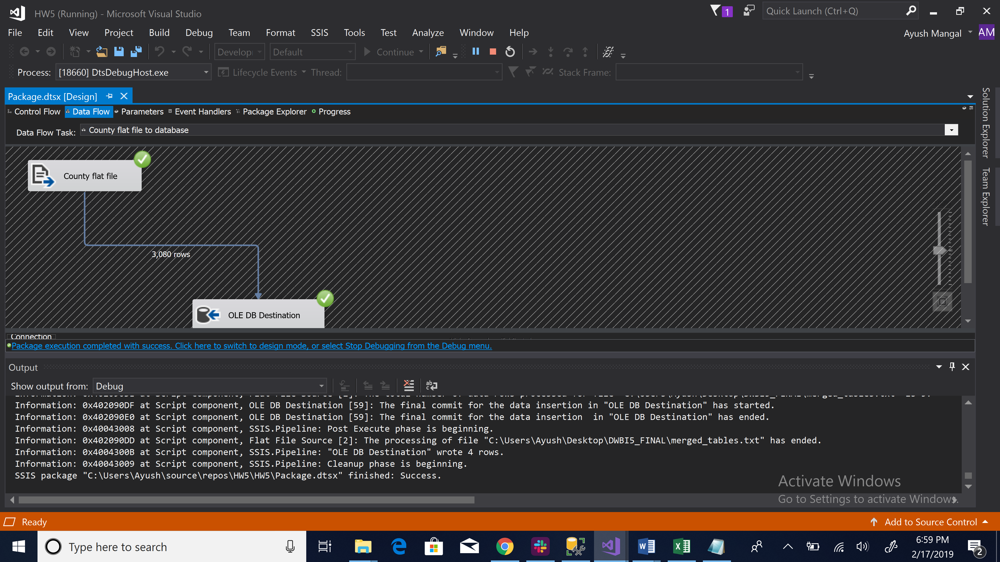 HW5 (Running) - Microsoft Visual Studio
1
Quick Launch (Ctrl+Q)
File Edit View Project Build Debug Team Format SSIS Tools Test Analyze Window Help
Ayush Mangal
AM
Develop
Default
Continue
Process: [18660] DtsDebugHost.exe
Lifecycle Events
Thread:
Stack Frame:
Package.dtsx [Design]
Control Flow Data Flow Parameters Event Handlers Package Explorer Progress
Data Flow Task: County flat file to database
Solution Explorer
Team Explorer
County flat file
3,080 rows
OLE DB Destination
Connection
Package execution completed with success. Click here to switch to design mode, or select Stop Debugging from the Debug menu.
Output
Show output from: Debug
Information: 0x402090DF at Script component, OLE DB Destination [59]: The final commit for the data insertion in "OLE DB Destination" has started.
Information: 0x402090E0 at Script component, OLE DB Destination [59]: The final commit for the data insertion  in "OLE DB Destination" has ended.
Information: 0x40043008 at Script component, SSIS.Pipeline: Post Execute phase is beginning.
Information: 0x402090DD at Script component, Flat File Source [2]: The processing of file "C:\Users\Ayush\Desktop\DWBI5_FINAL\merged_tables.txt" has ended.
Information: 0x4004300B at Script component, SSIS.Pipeline: "OLE DB Destination" wrote 4 rows.
Information: 0x40043009 at Script component, SSIS.Pipeline: Cleanup phase is beginning.
SSIS package "C:\Users\Ayush\source\repos\HW5\HW5\Package.dtsx" finished: Success.
Activate Windows
Go to Settings to activate Windows.
Ready
Add to Source Control
Type here to search
6:59 PM
2/17/2019
2